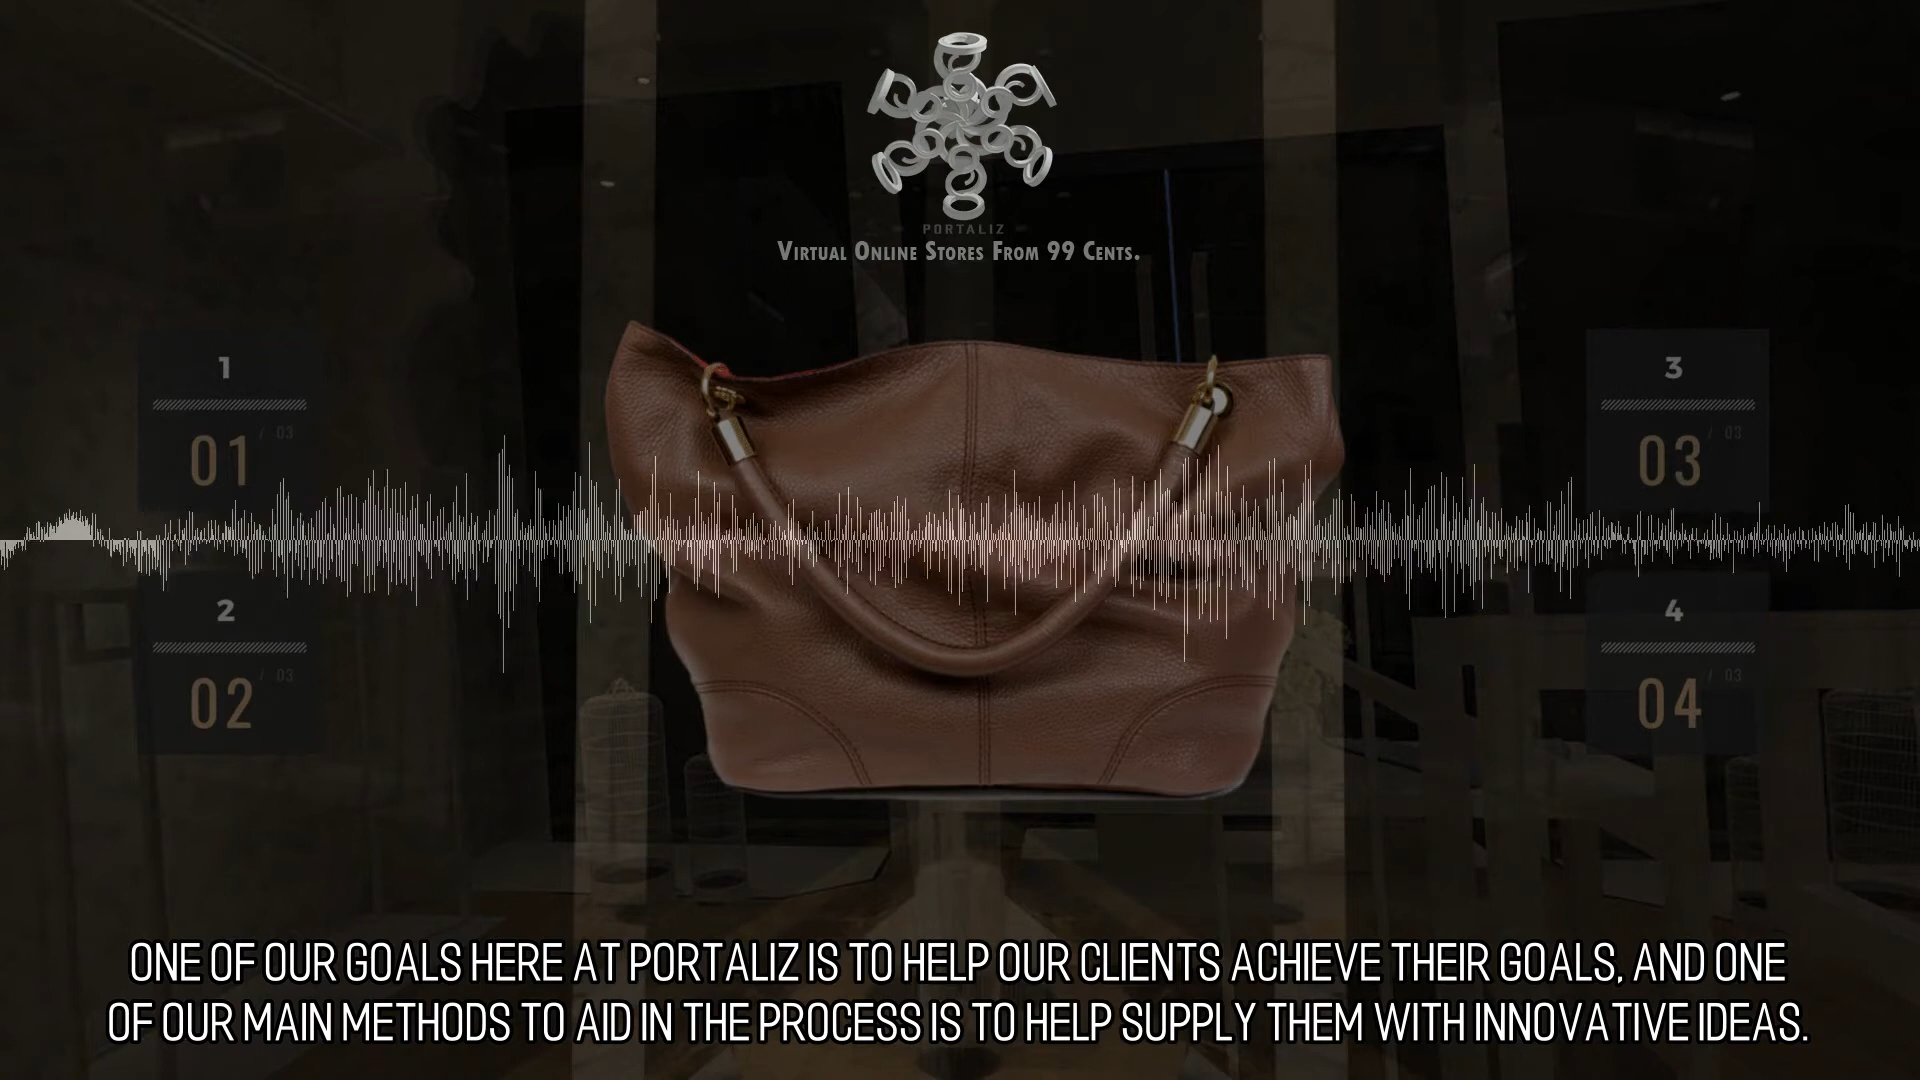 PORTALIZ
Virtual Online Stores From 99 Cents.
1
01 / 03
2
02 / 03
3
03 / 03
4
04 / 03
ONE OF OUR GOALS HERE AT PORTALIZ IS TO HELP OUR CLIENTS ACHIEVE THEIR GOALS, AND ONE
OF OUR MAIN METHODS TO AID IN THE PROCESS IS TO HELP SUPPLY THEM WITH INNOVATIVE IDEAS.